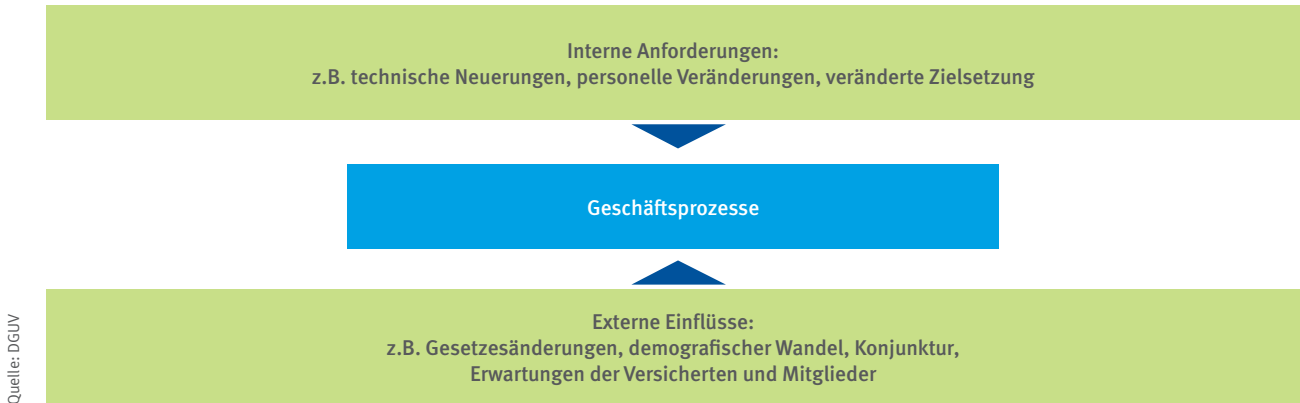 Interne Anforderungen:
z.B. technische Neuerungen, personelle Veränderungen, veränderte Zielsetzung
Geschäftsprozesse
Externe Einflüsse:
z.B. Gesetzesänderungen, demografischer Wandel, Konjunktur,
Erwartungen der Versicherten und Mitglieder
Quelle: DGUV